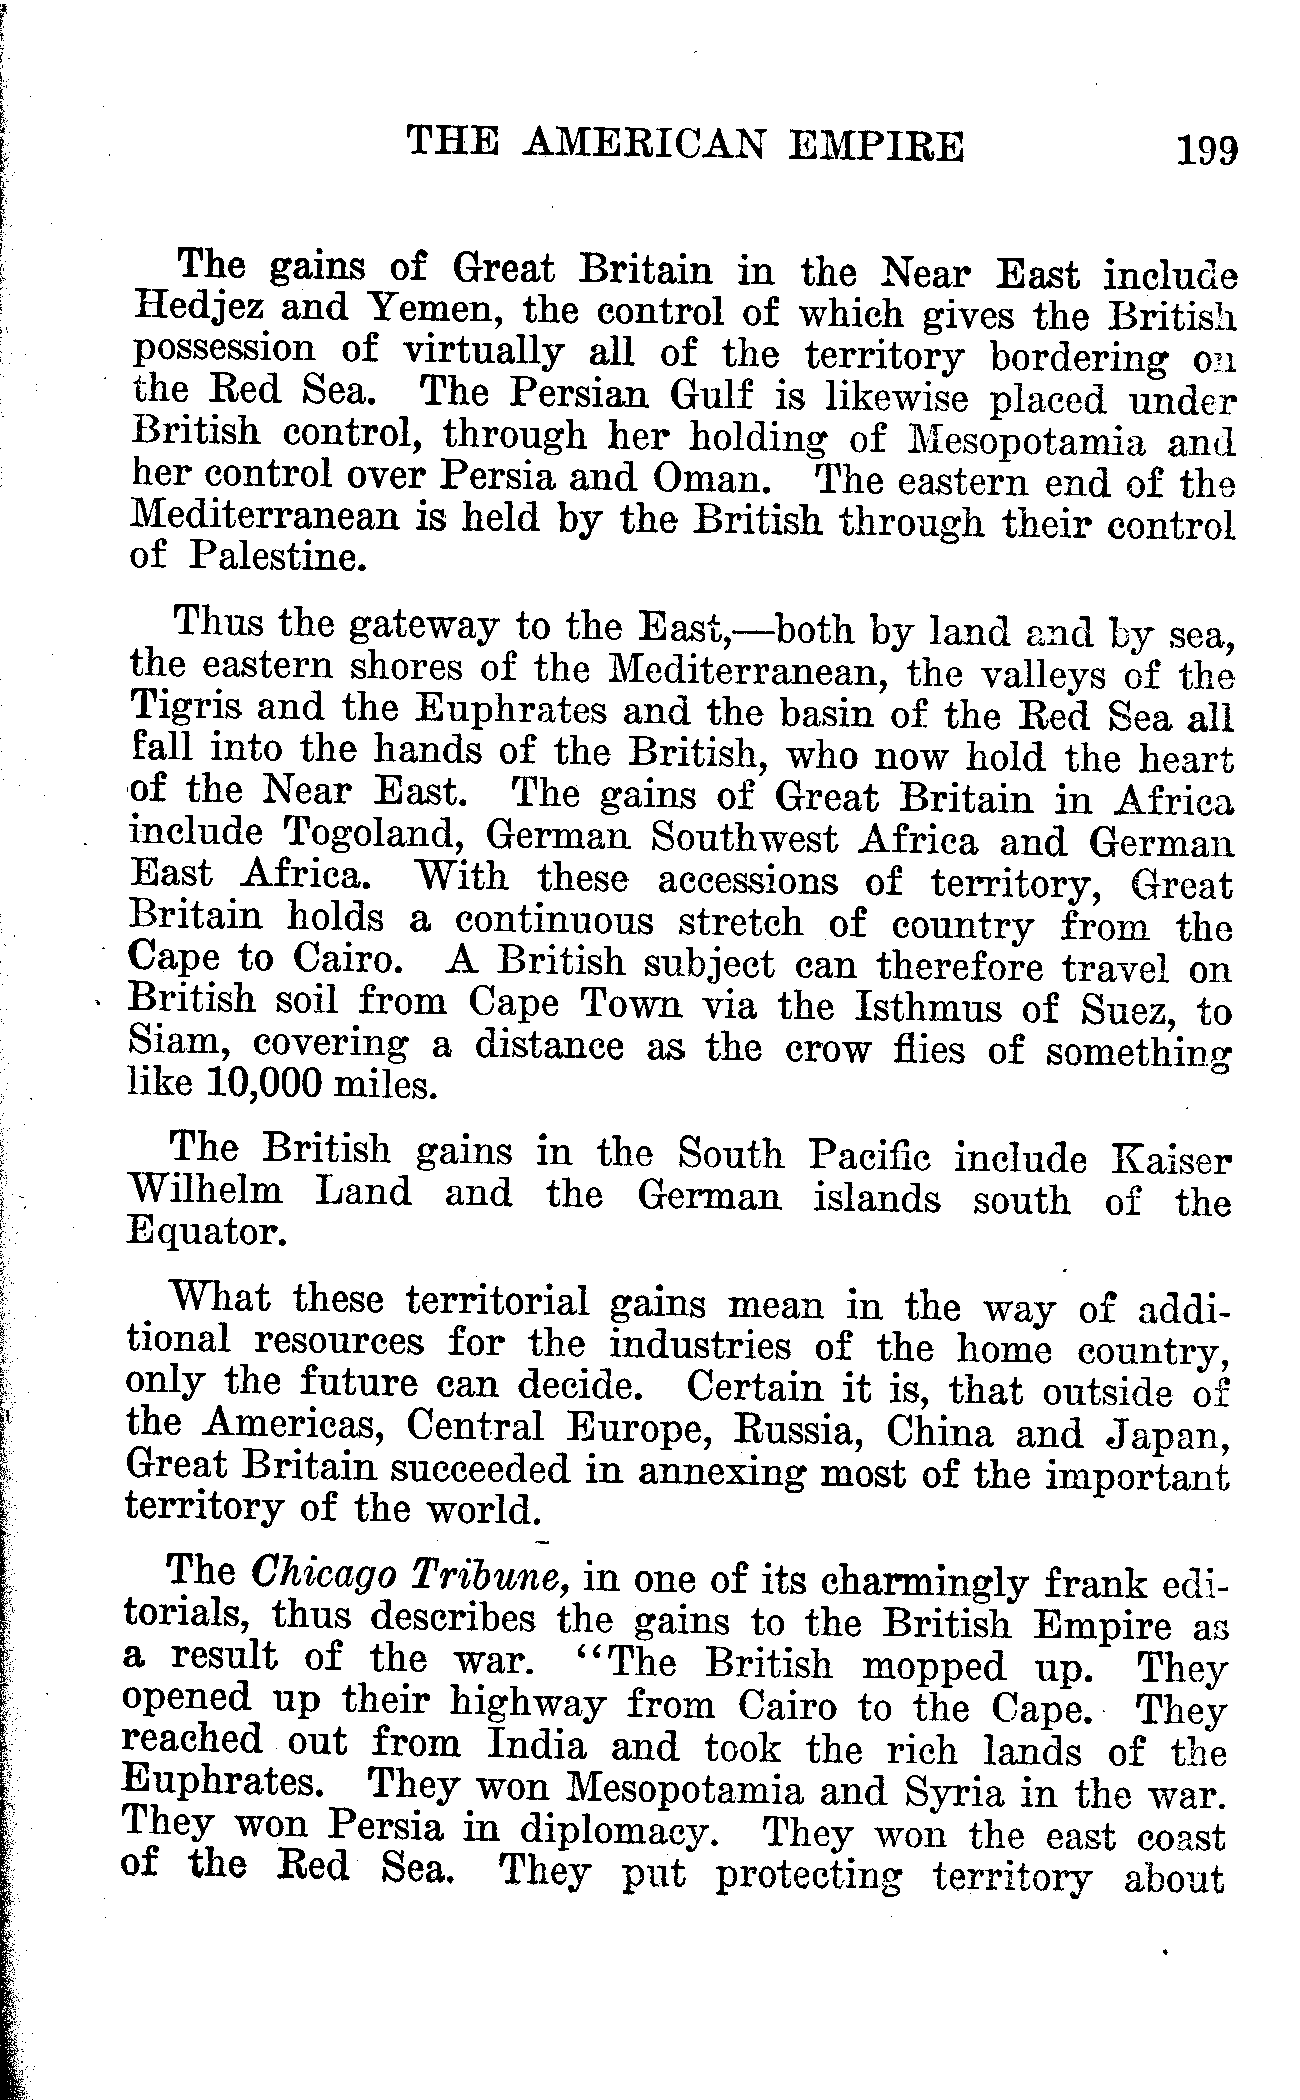 THE AMERICAN EMPIRE 199
The gains of Great Britain in the Near East include
Hedjez and Yemen, the control of which gives the British
possession of virtually all of the territory bordering on
the Red Sea. The Persian Gulf is likewise placed under
British control, through her holding of Mesopotamia and
her control over Persia and Oman. The eastern end of the
Mediterranean is held by the British through their control
of Palestine.
Thus the gateway to the East,—both by land and by sea,
the eastern shores of the Mediterranean, the valleys of the
Tigris and the Euphrates and the basin of the Red Sea all
fall into the hands of the British, who now hold the heart
of the Near East. The gains of Great Britain in Africa
include Togoland, German Southwest Africa and German
East Africa. With these accessions of territory, Great
Britain holds a continuous stretch of country from the
Cape to Cairo. A British subject can therefore travel on
British soil from Cape Town via the Isthmus of Suez, to
Siam, covering a distance as the crow flies of something
like 10,000 miles.
The British gains in the South Pacific include Kaiser
Wilhelm Land and the German islands south of the
Equator.
What these territorial gains mean in the way of addi-
tional resources for the industries of the home country,
only the future can decide. Certain it is, that outside of
the Americas, Central Europe, Russia, China and Japan,
Great Britain succeeded in annexing most of the important
territory of the world.
The Chicago Tribune, in one of its charmingly frank edi-
torials, thus describes the gains to the British Empire as
a result of the war. "The British mopped up. They
opened up their highway from Cairo to the Cape. They
reached out from India and took the rich lands of the
Euphrates. They won Mesopotamia and Syria in the war.
They won Persia in diplomacy. They won the east coast
of the Red Sea. They put protecting territory about